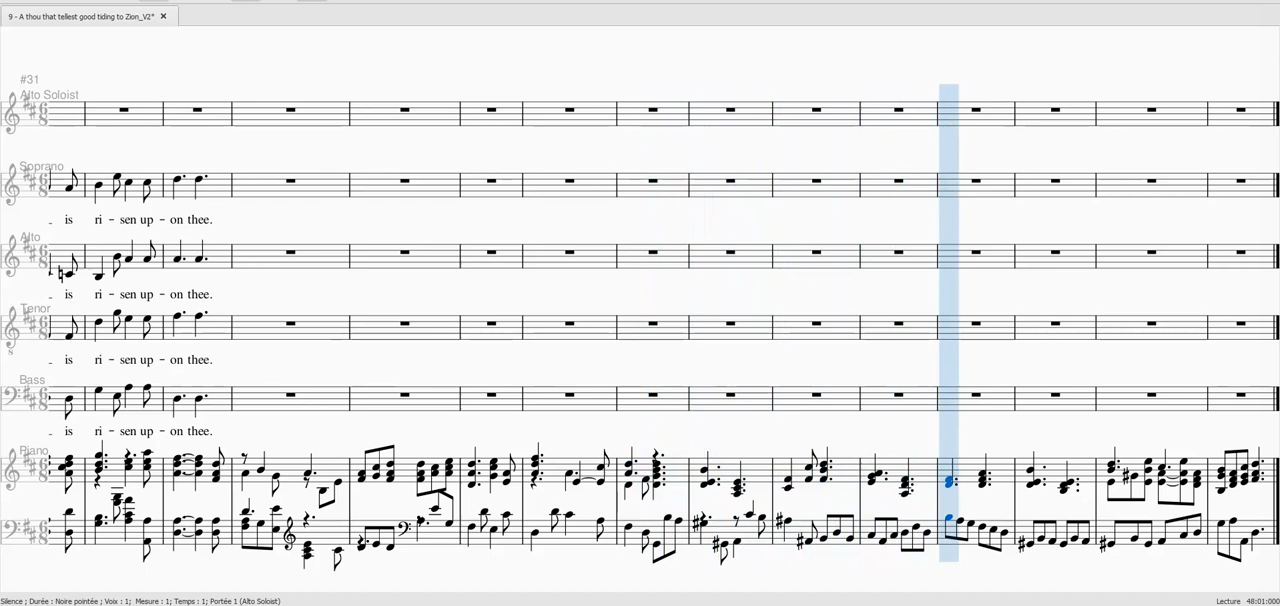 9 - A thou that tellest good tiding to Zion_V2*
#31
Alto Soloist
Soprano
is ri - sen up - on thee.
Alto
is ri - sen up - on thee.
Tenor
is ri - sen up - on thee.
Bass
is ri - sen up - on thee.
Piano
Silence ; Durée : Noire pointée ; Voix : 1; Mesure : 1; Temps : 1; Portée 1 (Alto Soloist)
Lecture 48:01:000